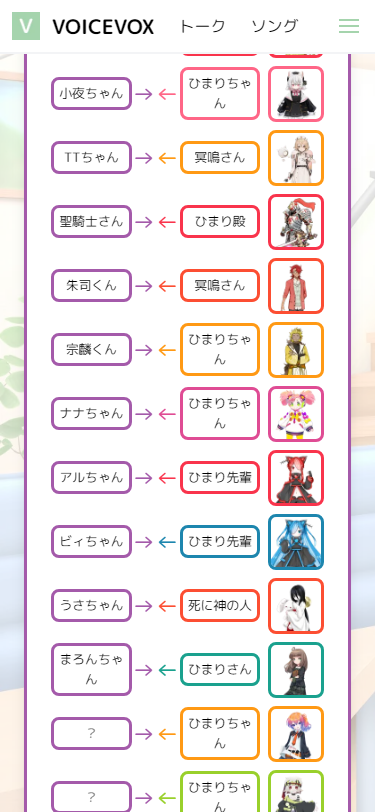 V VOICEVOX トーク ソング
小夜ちゃん → ← ひまりちゃ
ん
TTちゃん → ← 冥鳴さん
聖騎士さん → ← ひまり殿
朱司くん → ← 冥鳴さん
宗麟くん → ← ひまりちゃ
ん
ナナちゃん → ← ひまりちゃ
ん
アルちゃん → ← ひまり先輩
ビィちゃん → ← ひまり先輩
うさちゃん → ← 死に神の人
まろんちゃ
ん → ← ひまりさん
? → ← ひまりちゃ
ん
? → ← ひまりちゃ
ん